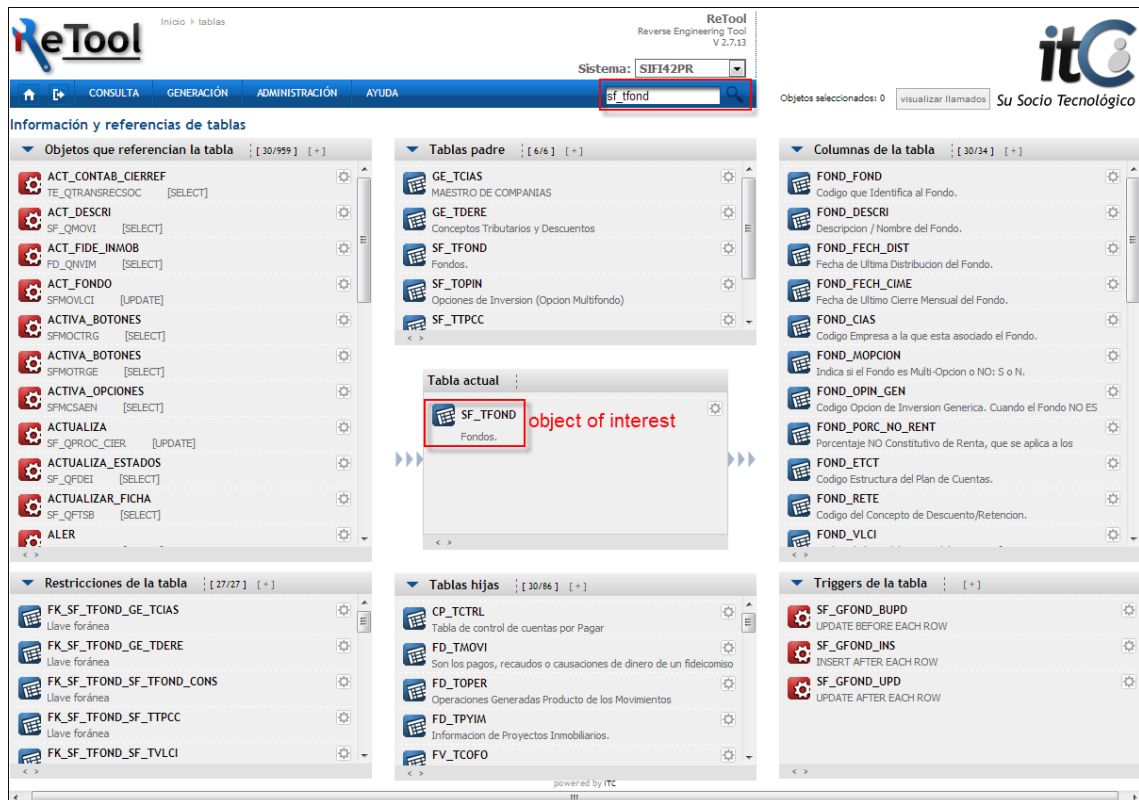 ReTool
Inicio › tablas
ReTool
Reverse Engineering Tool
V 2.7.13
Sistema: SIFI42PR
itc
Su Socio Tecnológico
CONSULTA GENERACIÓN ADMINISTRACIÓN AYUDA
sf_tfond
Objetos seleccionados: 0 visualizar llamados
Información y referencias de tablas
Objetos que referencian la tabla [ 30/959 ] [ + ]
ACT_CONTAB_CIERREF
TE_QTRANSRECSOC [SELECT]
ACT_DESCRI
SF_QMOVI [SELECT]
ACT_FIDE_INMOB
FD_QNVIM [SELECT]
ACT_FONDO
SFMOVLCI [UPDATE]
ACTIVA_BOTONES
SFMOCTRG [SELECT]
ACTIVA_BOTONES
SFMOTRGE [SELECT]
ACTIVA_OPCIONES
SFMCSAEN [SELECT]
ACTUALIZA
SF_QPROC_CIER [UPDATE]
ACTUALIZA_ESTADOS
SF_QFDEI [SELECT]
ACTUALIZAR_FICHA
SF_QFTSB [SELECT]
ALER
< >
Tablas padre [ 6/6 ] [ + ]
GE_TCIAS
MAESTRO DE COMPANIAS
GE_TDERE
Conceptos Tributarios y Descuentos
SF_TFOND
Fondos.
SF_TOPIN
Opciones de Inversion (Opcion Multifondo)
SF_TTPCC
< >
Tabla actual
SF_TFOND
Fondos.
object of interest
< >
Columnas de la tabla [ 30/34 ] [ + ]
FOND_FOND
Codigo que Identifica al Fondo.
FOND_DESCRI
Descripcion / Nombre del Fondo.
FOND_FECH_DIST
Fecha de Ultima Distribucion del Fondo.
FOND_FECH_CIME
Fecha de Ultimo Cierre Mensual del Fondo.
FOND_CIAS
Codigo Empresa a la que esta asociado el Fondo.
FOND_MOPCION
Indica si el Fondo es Multi-Opcion o NO: S o N.
FOND_OPIN_GEN
Codigo Opcion de Inversion Generica. Cuando el Fondo NO ES
FOND_PORC_NO_RENT
Porcentaje NO Constitutivo de Renta, que se aplica a los
FOND_ETCT
Codigo Estructura del Plan de Cuentas.
FOND_RETE
Codigo del Concepto de Descuento/Retencion.
FOND_VLCI
< >
Restricciones de la tabla [ 27/27 ] [ + ]
FK_SF_TFOND_GE_TCIAS
Llave foránea
FK_SF_TFOND_GE_TDERE
Llave foránea
FK_SF_TFOND_SF_TFOND_CONS
Llave foránea
FK_SF_TFOND_SF_TTPCC
Llave foránea
FK_SF_TFOND_SF_TVLCI
< >
Tablas hijas [ 30/86 ] [ + ]
CP_TCTRL
Tabla de control de cuentas por Pagar
FD_TMOVI
Son los pagos, recaudos o causaciones de dinero de un fideicomiso
FD_TOPER
Operaciones Generadas Producto de los Movimientos
FD_TPYIM
Informacion de Proyectos Inmobiliarios.
FV_TCOFO
< >
Triggers de la tabla [ + ]
SF_GFOND_BUPD
UPDATE BEFORE EACH ROW
SF_GFOND_INS
INSERT AFTER EACH ROW
SF_GFOND_UPD
UPDATE AFTER EACH ROW
< >
powered by ITC